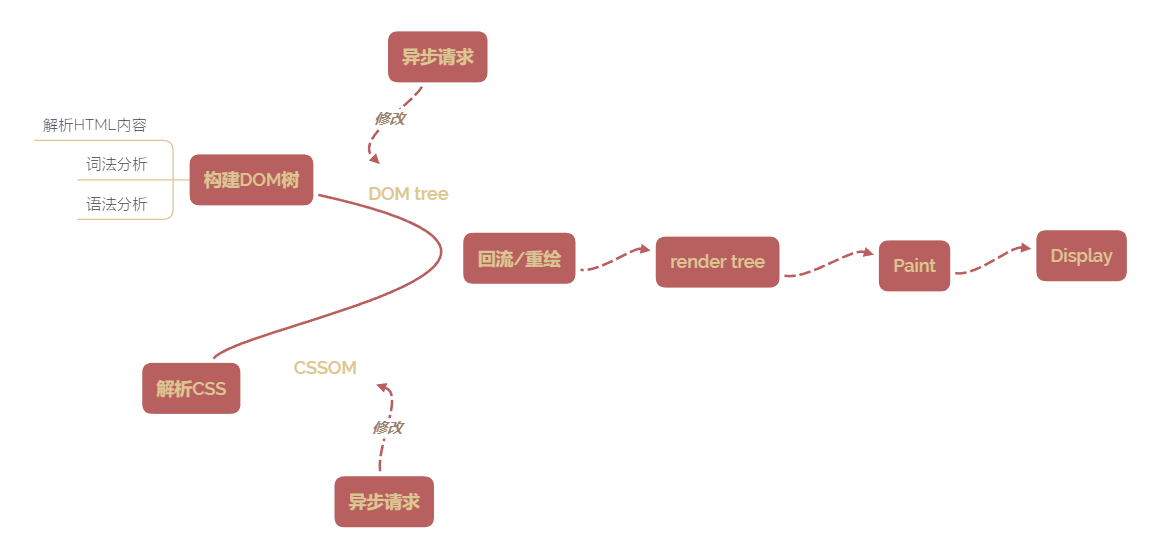 异步请求
修改
解析HTML内容
词法分析
语法分析
构建DOM树
DOM tree
回流/重绘
render tree
Paint
Display
CSSOM
解析CSS
修改
异步请求